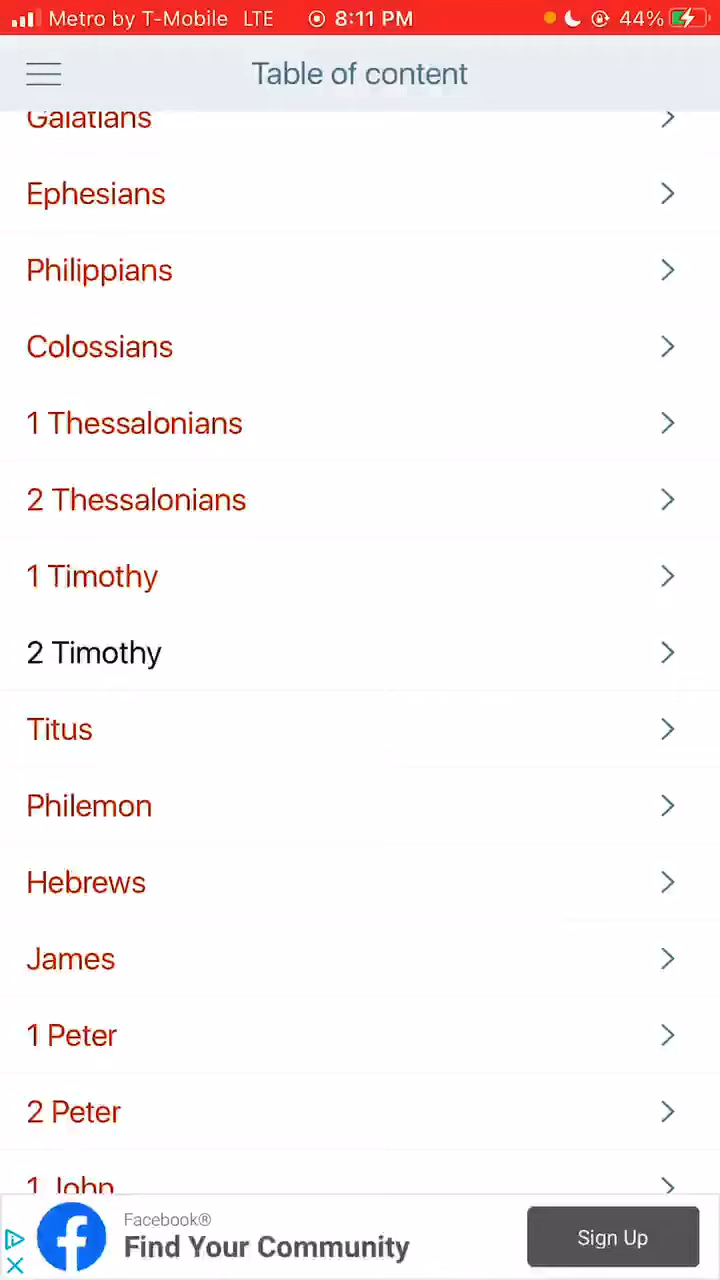 Metro by T-Mobile LTE 8:11 PM 44%
Table of content
Galatians
Ephesians
Philippians
Colossians
1 Thessalonians
2 Thessalonians
1 Timothy
2 Timothy
Titus
Philemon
Hebrews
James
1 Peter
2 Peter
1 John
Facebook®
Find Your Community
Sign Up